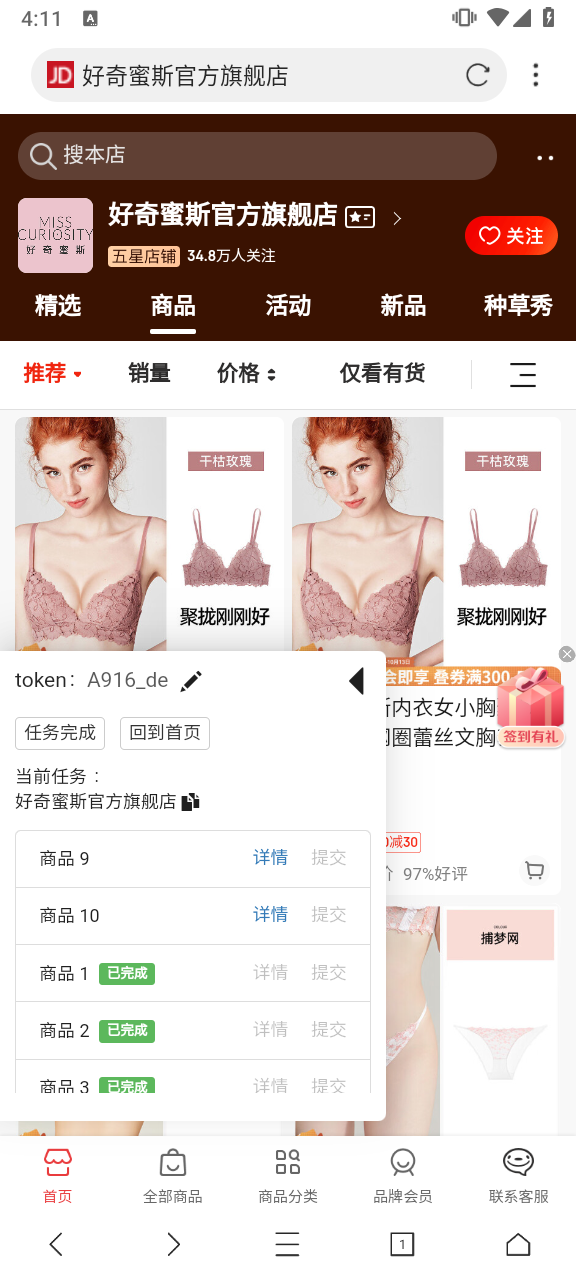 4:11
A
JD 好奇蜜斯官方旗舰店
搜本店
MISS
CURIOSITY
好 奇 蜜 斯
好奇蜜斯官方旗舰店
五星店铺 34.8万人关注
关注
精选 商品 活动 新品 种草秀
推荐 销量 价格 仅看有货
干枯玫瑰
聚拢刚刚好
干枯玫瑰
聚拢刚刚好
10月13日
会即享 叠券满300
斯内衣女小胸
钢圈蕾丝文胸
签到有礼
token： A916_de
任务完成 回到首页
当前任务：
好奇蜜斯官方旗舰店
0减30
价 97%好评
商品 9 详情 提交
商品 10 详情 提交
商品 1 已完成 详情 提交
商品 2 已完成 详情 提交
商品 3 已完成 详情 提交
捕梦网
首页 全部商品 商品分类 品牌会员 联系客服
1